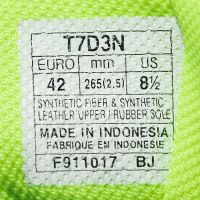 T7D3N
EURO mm US
42 265(2.5) 8½
SYNTHETIC FIBER & SYNTHETIC
LEATHER UPPER / RUBBER SOLE
MADE IN INDONESIA
FABRIQUE EN INDONESIE
F911017 BJ